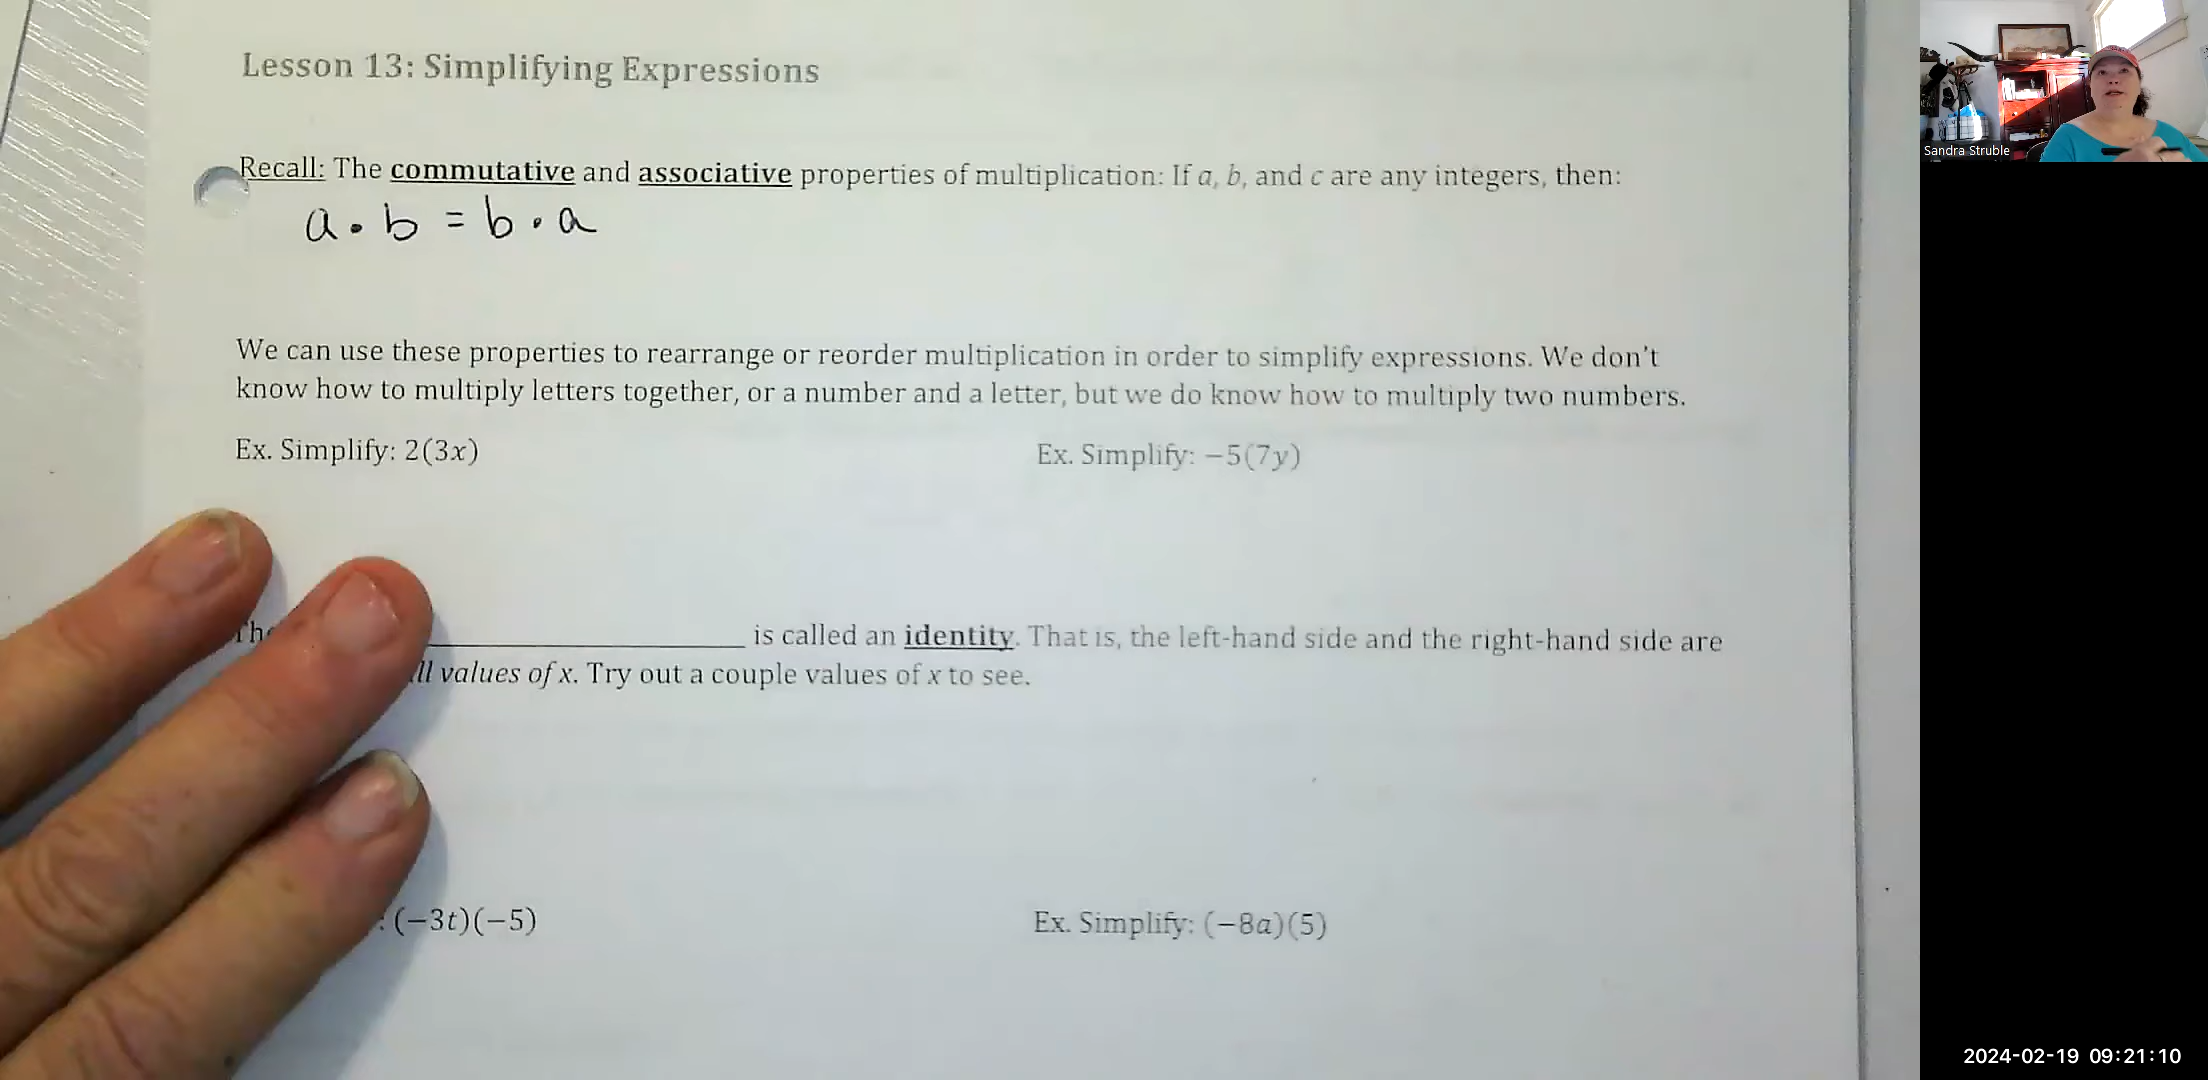 Lesson 13: Simplifying Expressions
Recall: The commutative and associative properties of multiplication: If a, b, and c are any integers, then:
a · b = b · a
We can use these properties to rearrange or reorder multiplication in order to simplify expressions. We don't
know how to multiply letters together, or a number and a letter, but we do know how to multiply two numbers.
Ex. Simplify: 2(3x)
Ex. Simplify: −5(7y)
____________________ is called an identity. That is, the left-hand side and the right-hand side are
values of x. Try out a couple values of x to see.
: (−3t)(−5)
Ex. Simplify: (−8a)(5)
Sandra Struble
2024-02-19 09:21:10